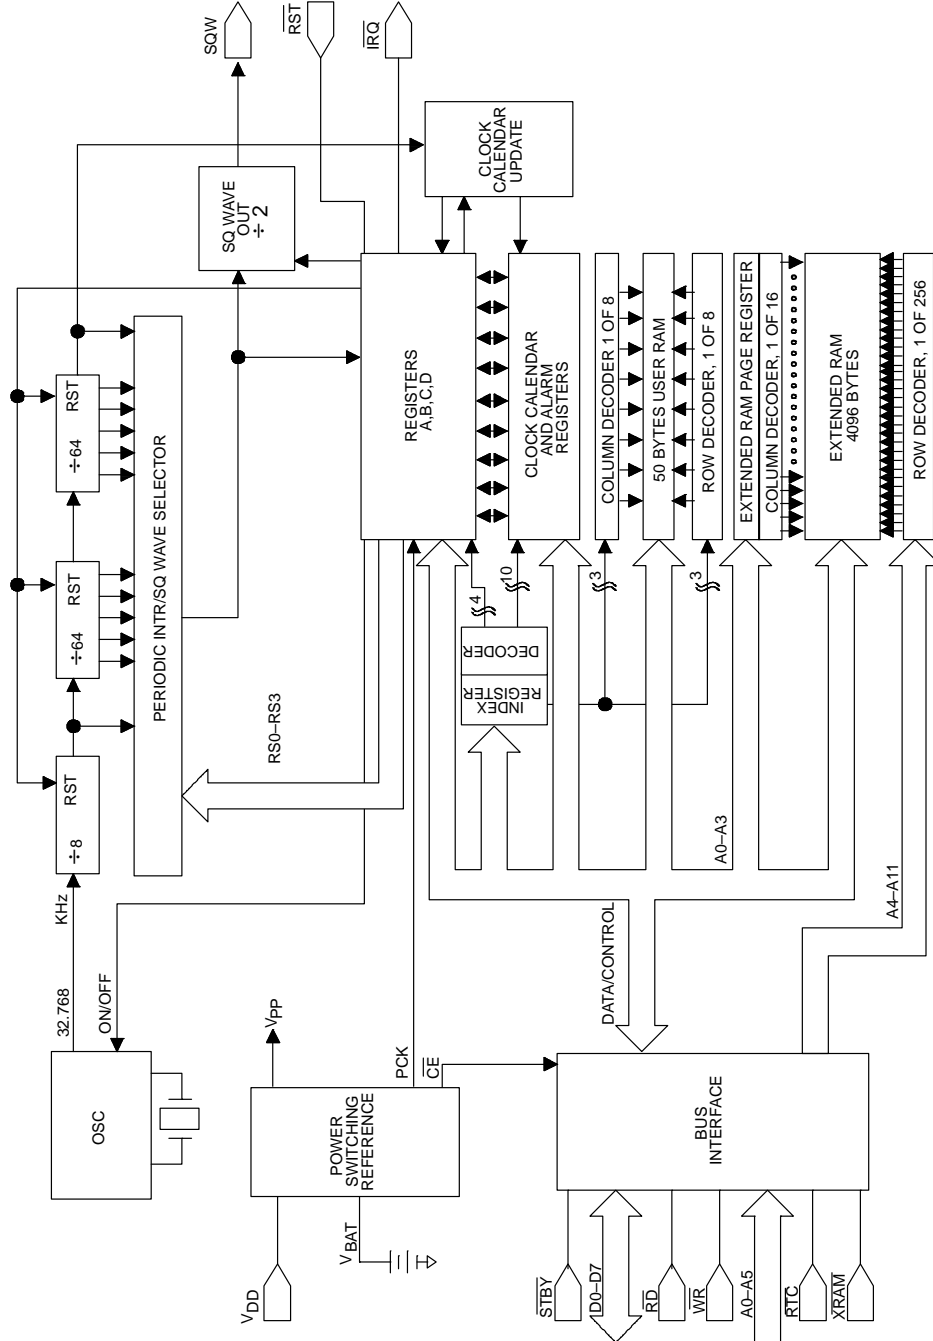 SQW
RST
IRQ
CLOCK
CALENDAR
UPDATE
SQ WAVE
OUT
÷2
RST
÷64
RST
÷64
RST
÷8
PERIODIC INTR/SQ WAVE SELECTOR
REGISTERS
A,B,C,D
CLOCK CALENDAR
AND ALARM
REGISTERS
COLUMN DECODER 1 OF 8
50 BYTES USER RAM
ROW DECODER, 1 OF 8
EXTENDED RAM PAGE REGISTER
COLUMN DECODER, 1 OF 16
EXTENDED RAM
4096 BYTES
ROW DECODER, 1 OF 256
4
10
3
3
DECODER
INDEX
REGISTER
RS0–RS3
A0–A3
A4–A11
DATA/CONTROL
32.768
KHz
ON/OFF
OSC
VPP
PCK
CE
POWER
SWITCHING
REFERENCE
BUS
INTERFACE
VDD
VBAT
STBY
D0–D7
RD
WR
A0–A5
RTC
XRAM